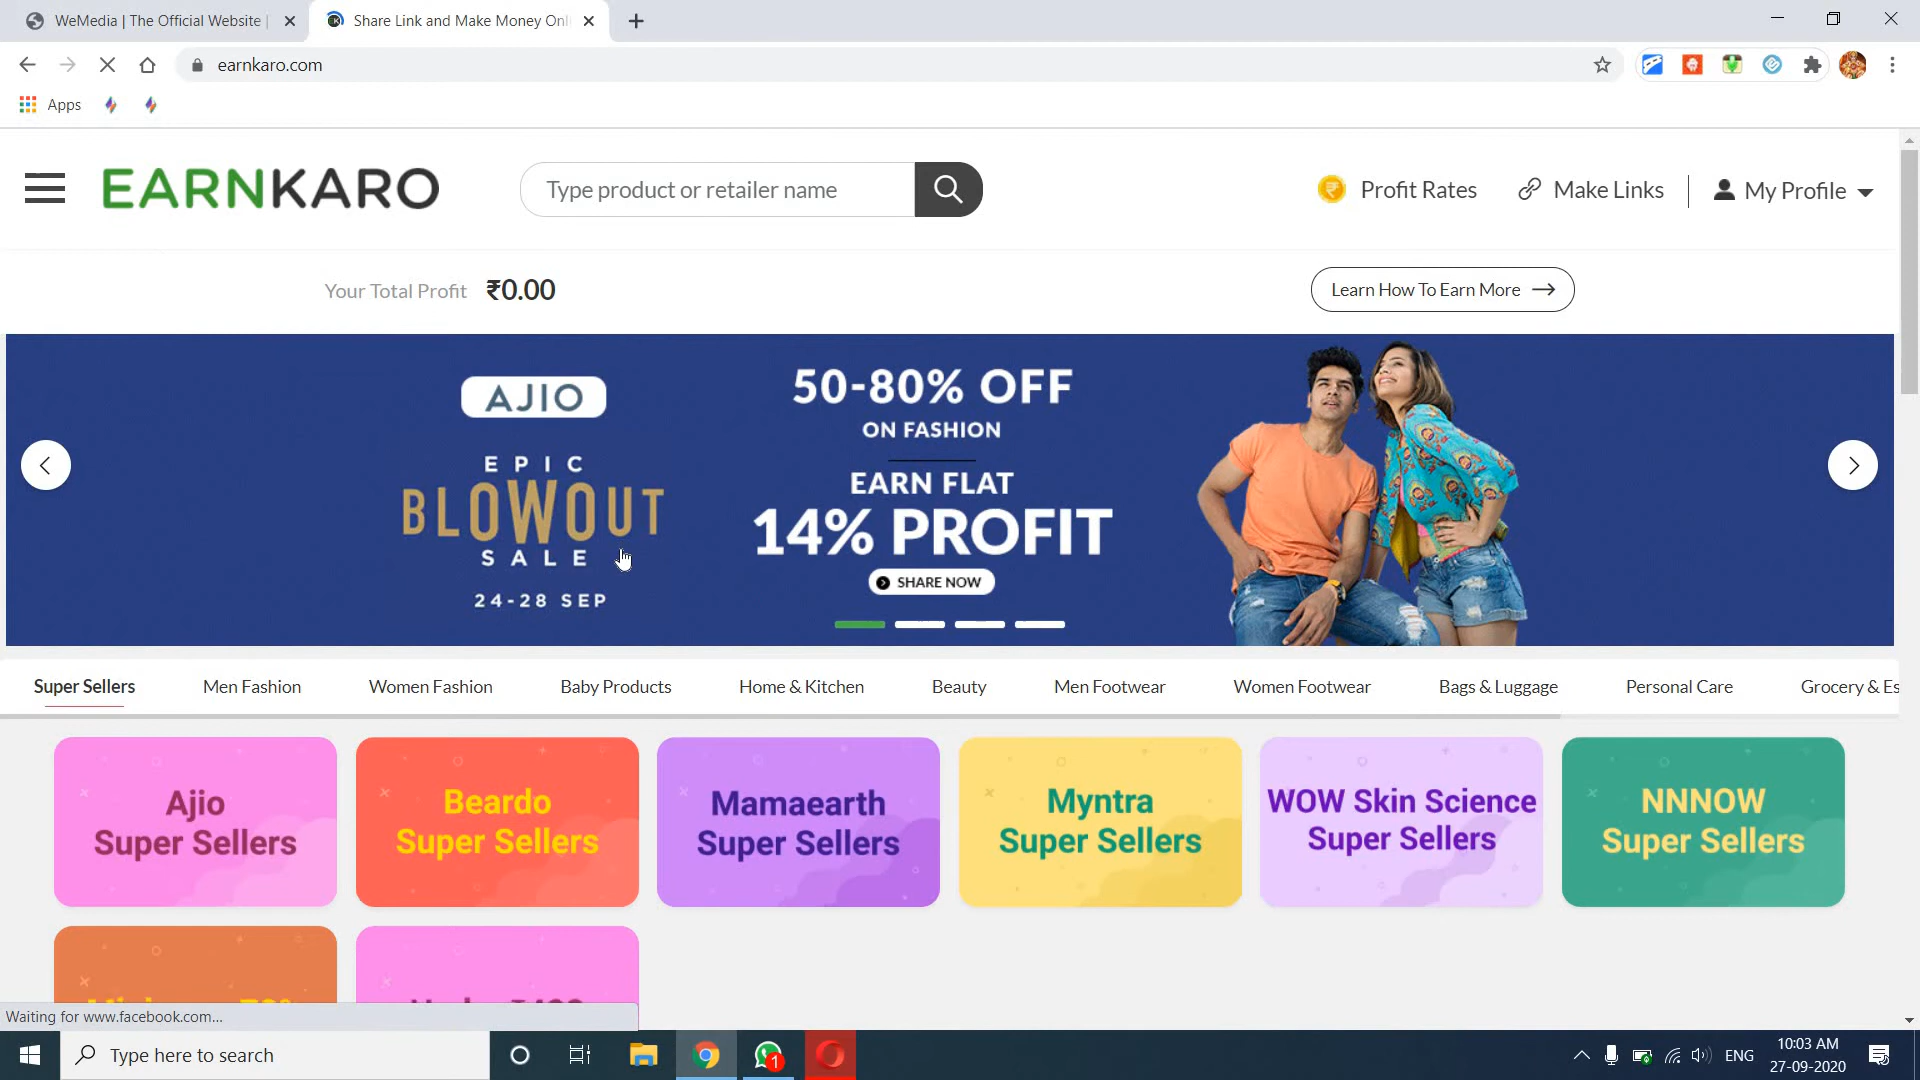 WeMedia | The Official Website |
Share Link and Make Money Onl
earnkaro.com
Apps
EARNKARO
Type product or retailer name
Profit Rates
Make Links
My Profile
Your Total Profit ₹0.00
Learn How To Earn More
AJIO
EPIC
BLOWOUT
SALE
24-28 SEP
50-80% OFF
ON FASHION
EARN FLAT
14% PROFIT
SHARE NOW
Super Sellers
Men Fashion
Women Fashion
Baby Products
Home & Kitchen
Beauty
Men Footwear
Women Footwear
Bags & Luggage
Personal Care
Grocery & Es
Ajio
Super Sellers
Beardo
Super Sellers
Mamaearth
Super Sellers
Myntra
Super Sellers
WOW Skin Science
Super Sellers
NNNOW
Super Sellers
Waiting for www.facebook.com...
Type here to search
1
ENG
10:03 AM
27-09-2020